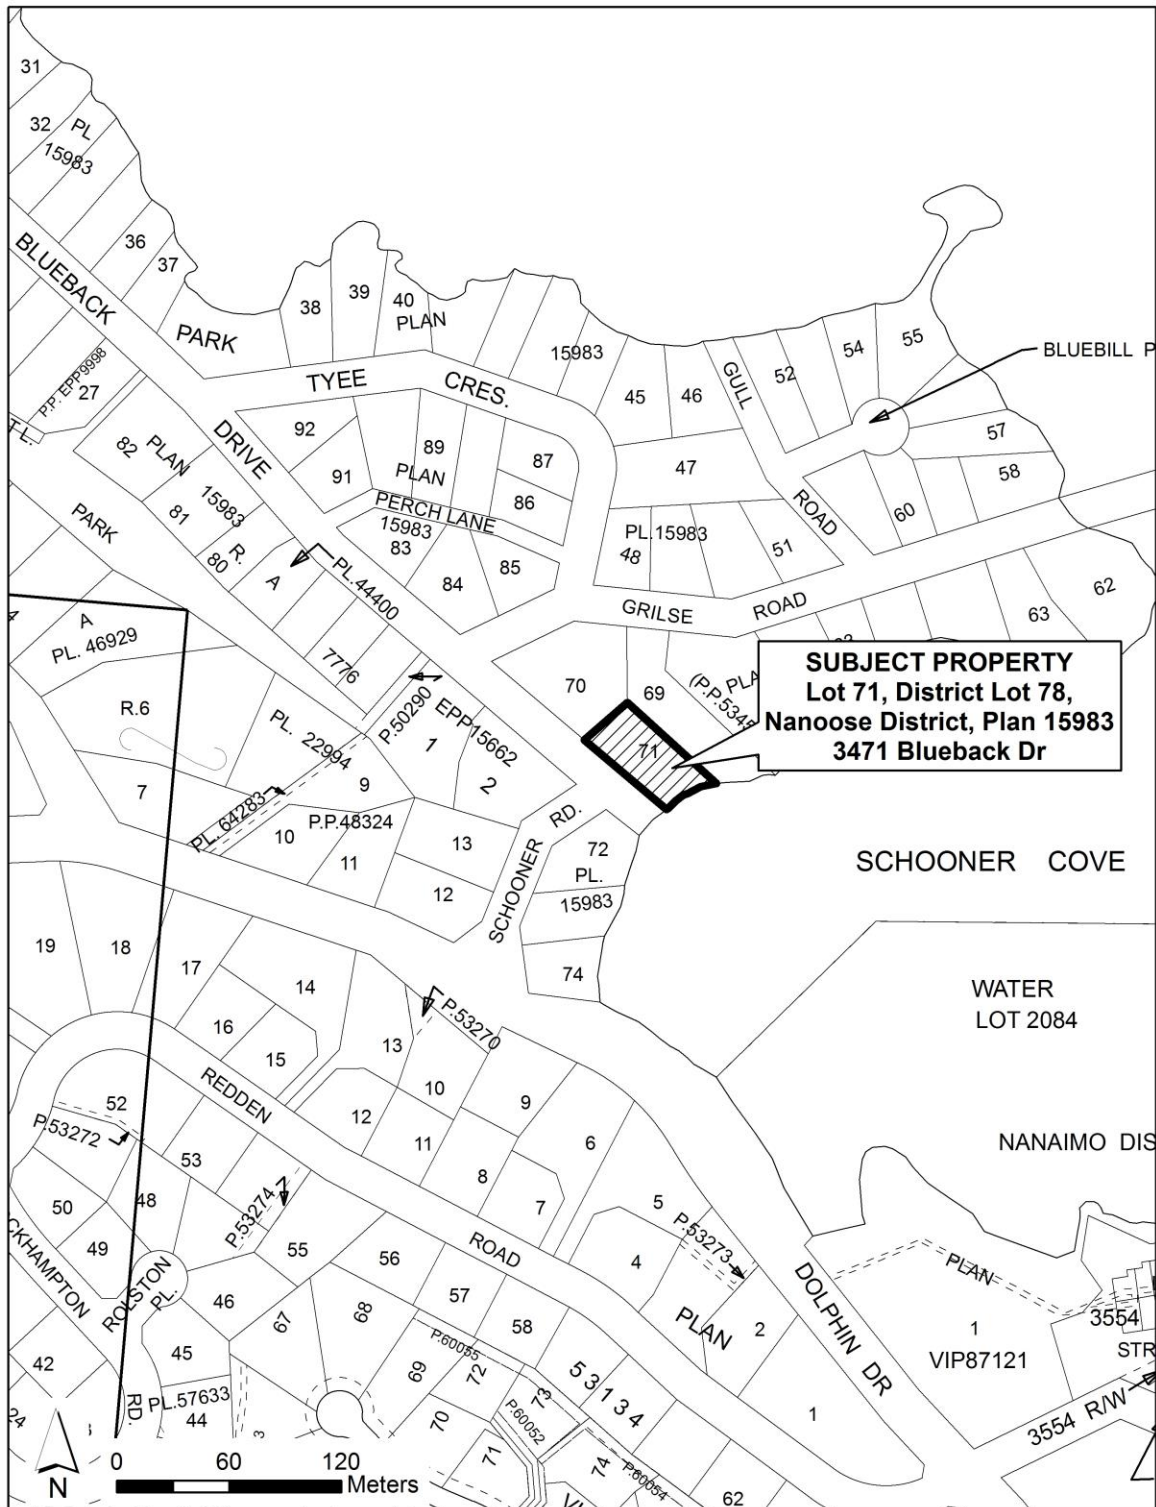 31
32
PL
15983
36
37
BLUEBACK
PARK
38
39
40
PLAN
15983
TYEE
CRES.
45
46
GULL
52
54
55
BLUEBILL P
57
58
60
P.P. EPP9998
27
T L.
82
PLAN
15983
81
80
R.
A
DRIVE
92
91
89
PLAN
87
86
PERCH LANE
15983
83
84
85
47
PL.15983
48
51
ROAD
GRILSE
ROAD
62
63
PARK
PL.44400
A
PL. 46929
7776
R.6
PL. 22994
P.50290
EPP15662
1
2
70
69
71
SUBJECT PROPERTY
Lot 71, District Lot 78,
Nanoose District, Plan 15983
3471 Blueback Dr
7
PL. 64283
9
10
P.P.48324
11
13
12
SCHOONER
RD.
72
PL.
15983
74
SCHOONER COVE
WATER
LOT 2084
19
18
17
14
16
15
13
P.53270
10
12
11
9
8
7
6
REDDEN
52
P.53272
53
50
48
49
P.53274
55
56
ROAD
57
58
5
P.53273
4
PLAN
2
1
DOLPHIN DR
NANAIMO DIS
PLAN
1
VIP87121
3554
STR
3554 R/W
CKHAMPTON
ROLSTON
PL.
46
67
68
P.60055
69
72
73
53134
42
45
PL.57633
44
RD.
24
3
70
71
P.60052
74
P.60054
62
N
0 60 120
Meters